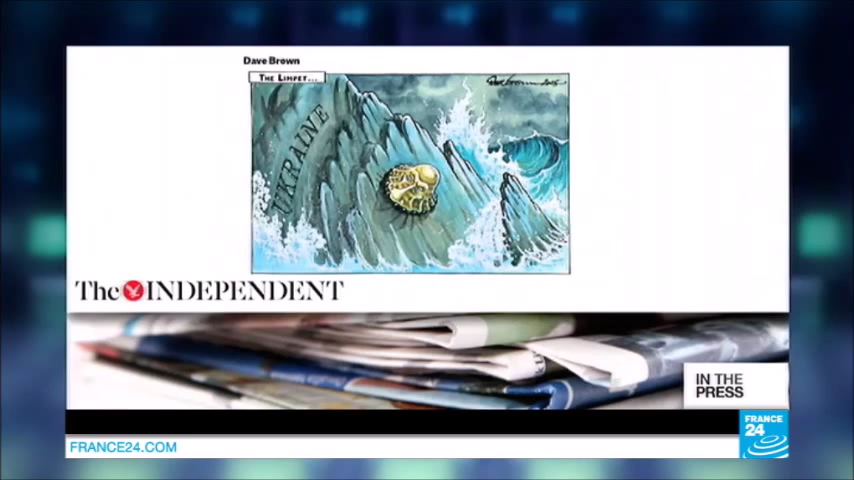 Dave Brown
THE LIMPET...
UKRAINE
The INDEPENDENT
IN THE
PRESS
FRANCE
24
FRANCE24.COM